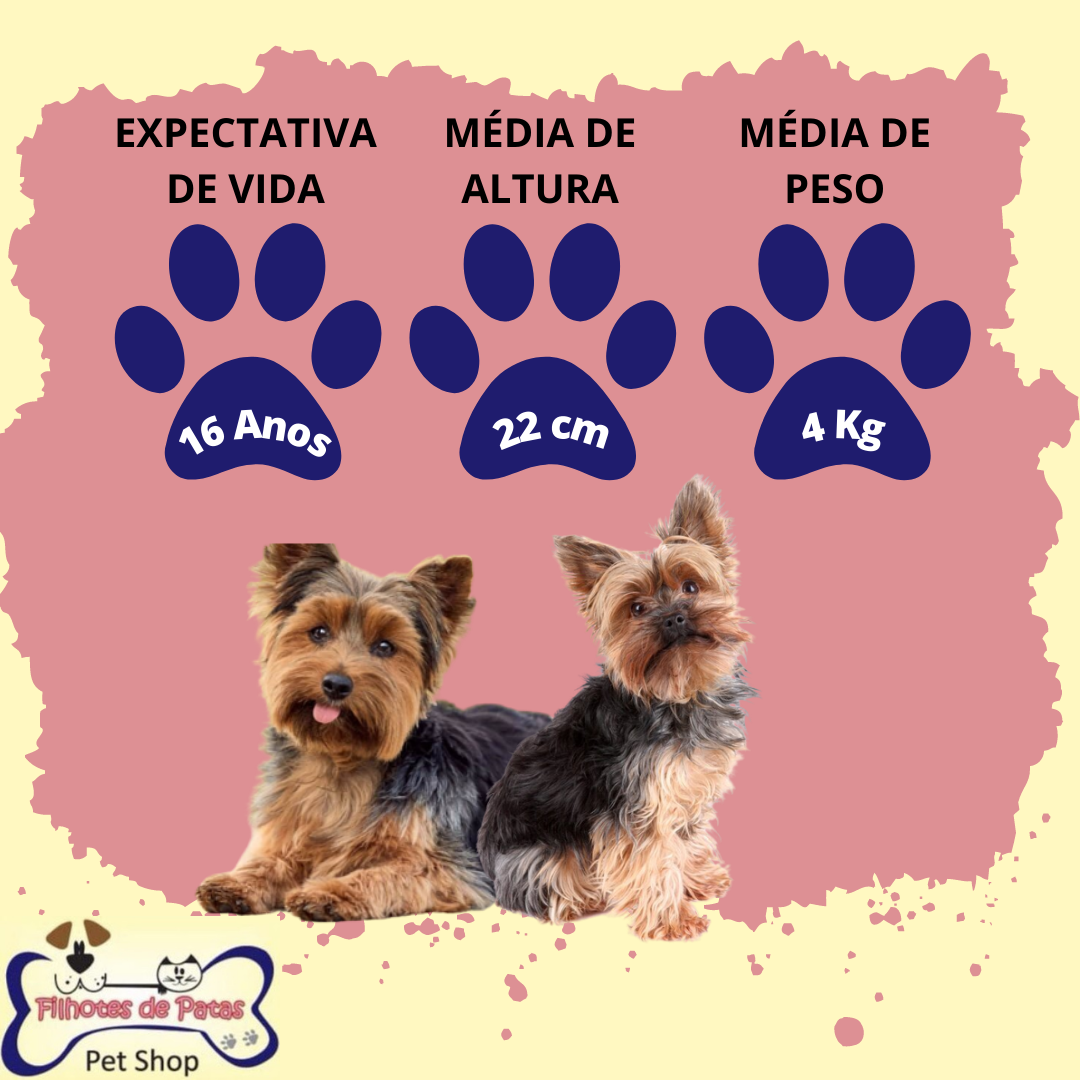 EXPECTATIVA
DE VIDA
MÉDIA DE
ALTURA
MÉDIA DE
PESO
16 Anos
22 cm
4 Kg
Filhotes de Patas
Pet Shop